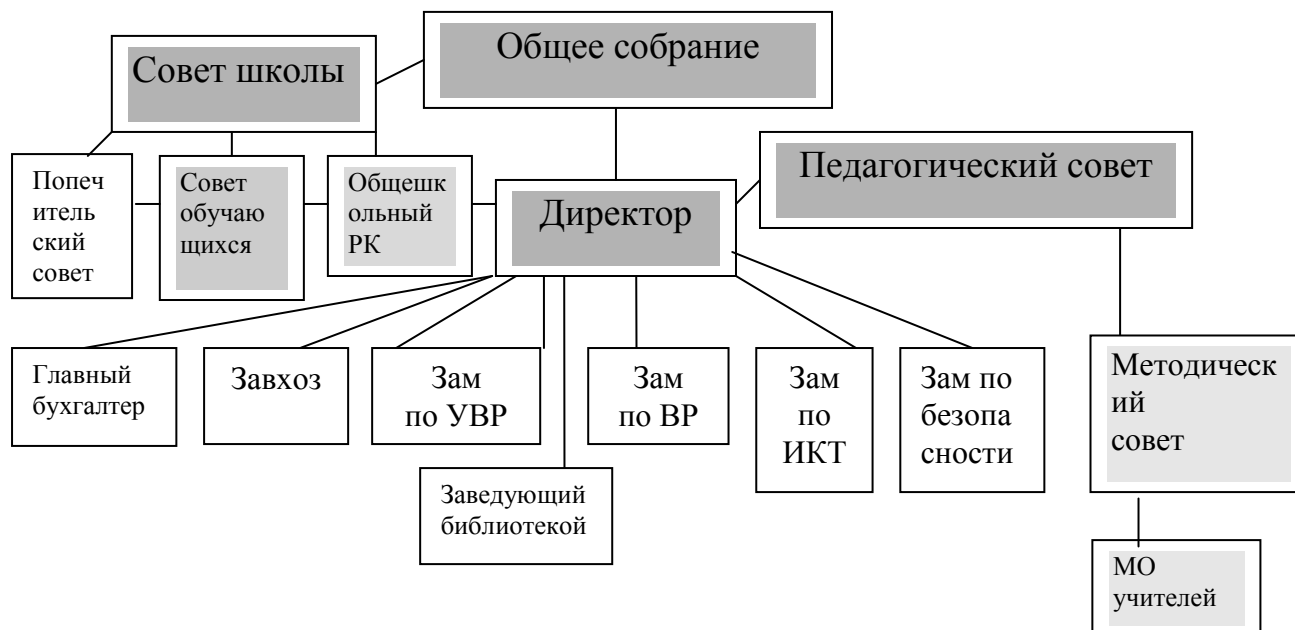 Общее собрание
Совет школы
Педагогический совет
Попеч
итель
ский
совет
Совет
обучаю
щихся
Общешк
ольный
РК
Директор
Главный
бухгалтер
Завхоз
Зам
по УВР
Зам
по ВР
Зам
по
ИКТ
Зам по
безопа
сности
Методическ
ий
совет
Заведующий
библиотекой
МО
учителей